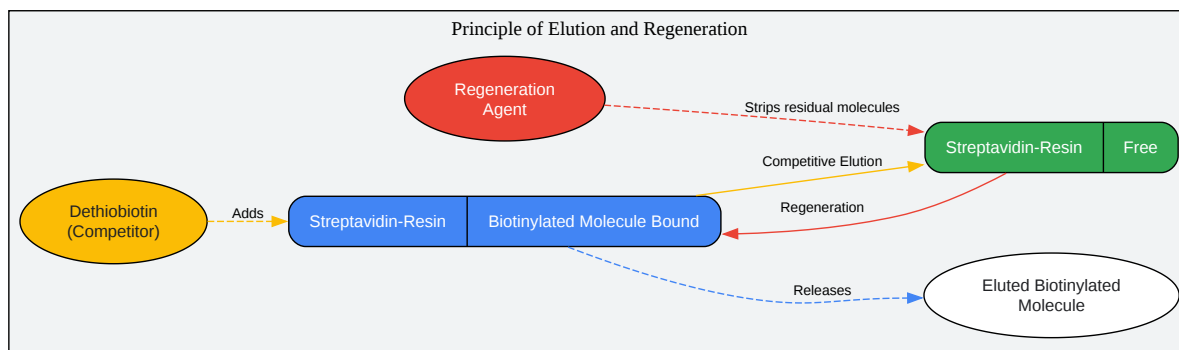 Principle of Elution and Regeneration
Regeneration
Agent
Strips residual molecules
Streptavidin-Resin
Free
Competitive Elution
Dethiobiotin
(Competitor)
Adds
Streptavidin-Resin
Biotinylated Molecule Bound
Regeneration
Releases
Eluted Biotinylated
Molecule